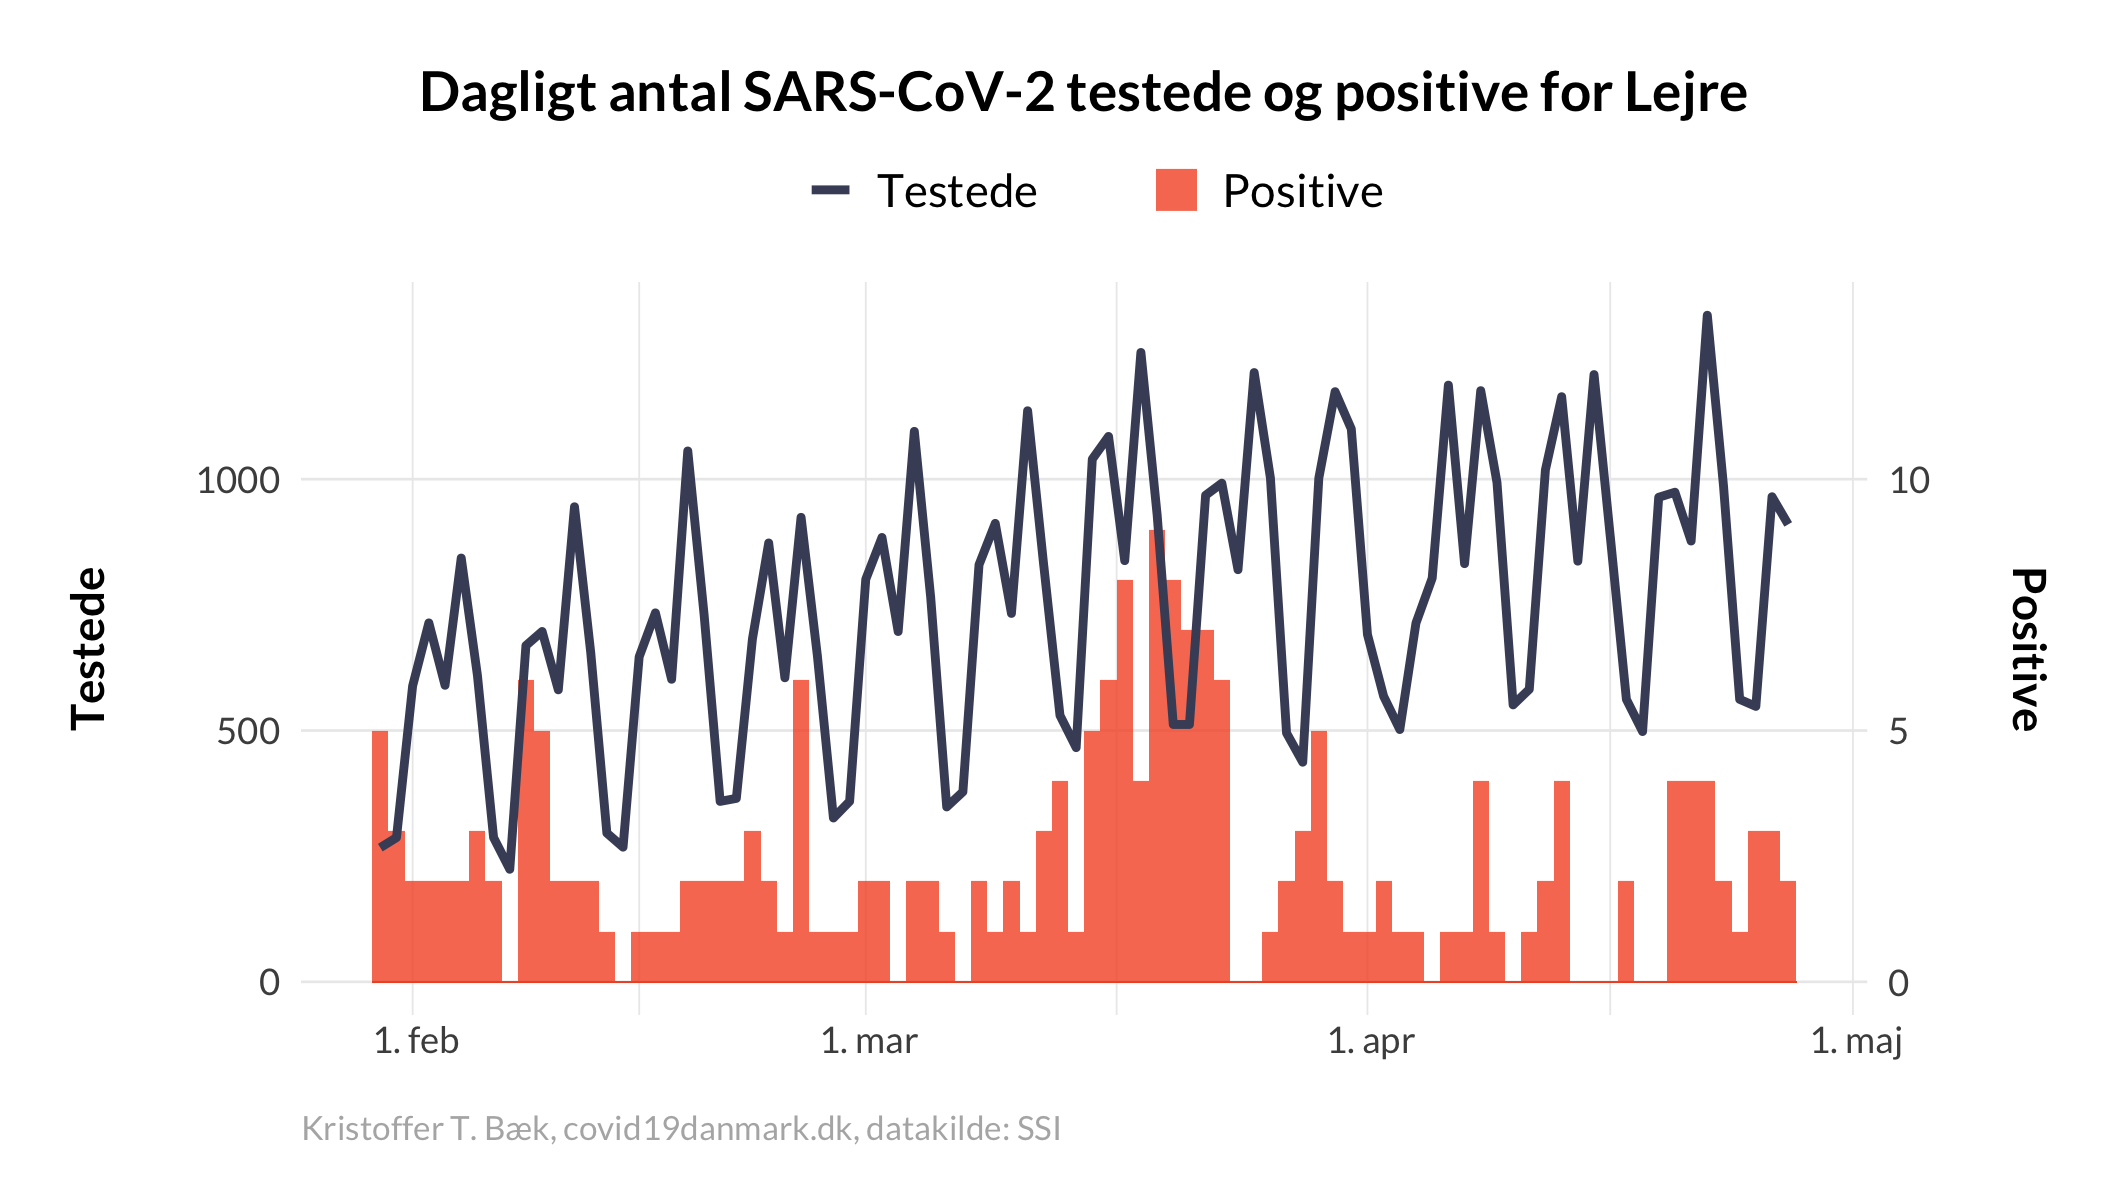 Dagligt antal SARS-CoV-2 testede og positive for Lejre
Testede
Positive
1000
500
0
10
5
0
Testede
Positive
1. feb
1. mar
1. apr
1. maj
Kristoffer T. Bæk, covid19danmark.dk, datakilde: SSI